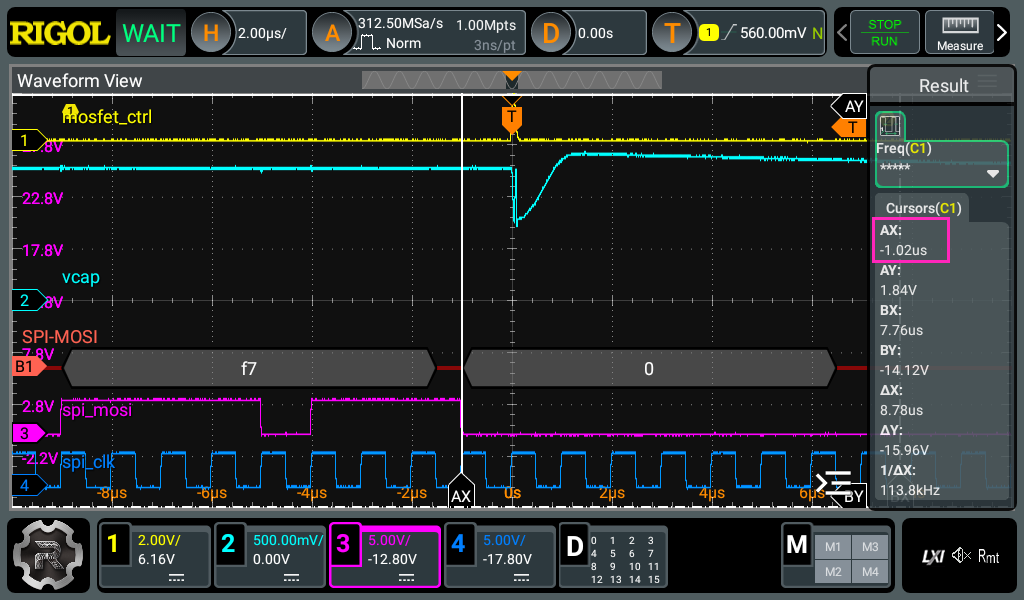 RIGOL WAIT H 2.00µs/ A 312.50MSa/s 1.00Mpts D 0.00s T 1 560.00mV N STOP
Norm 3ns/pt RUN Measure
Waveform View
Result
1
mosfet_ctrl
T
AY
T
1
Freq(C1)
*****
22.8V
Cursors(C1)
AX:
-1.02us
17.8V
AY:
vcap
1.84V
2
BX:
7.76us
SPI-MOSI
BY:
7.8V
B1
f7
0
-14.12V
ΔX:
2.8V
spi_mosi
8.78us
3
ΔY:
-2.2V
spi_clk
-15.96V
1/ΔX:
4
113.8kHz
-8µs -6µs -4µs -2µs AX 0s 2µs 4µs 6µs BY
1 2.00V/ 2 500.00mV/ 3 5.00V/ 4 5.00V/ D 0 1 2 3 M M1 M3
6.16V 0.00V -12.80V -17.80V 4 5 6 7
8 9 10 11 M2 M4
12 13 14 15
LXI Rmt